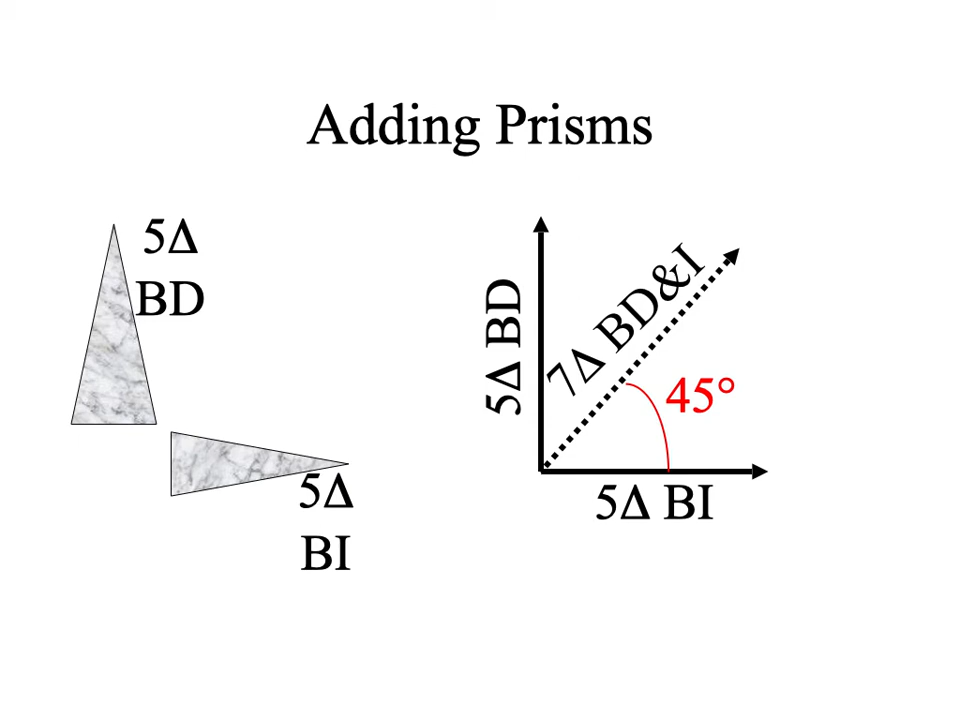 Adding Prisms
5Δ
BD
5Δ
BI
5Δ BD
7Δ BD&I
45°
5Δ BI